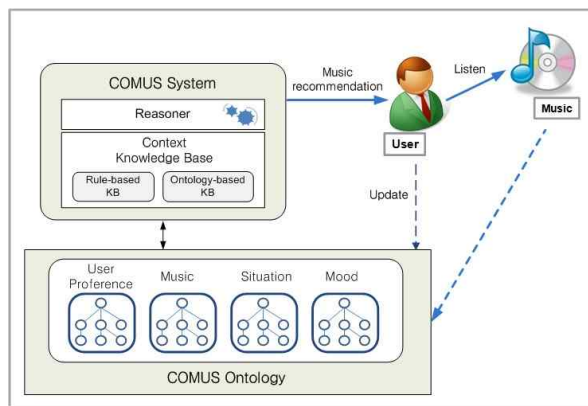 COMUS System
Reasoner
Context
Knowledge Base
Rule-based
KB
Ontology-based
KB
Music
recommendation
User
Listen
Music
Update
User
Proference
Music
Situation
Mood
COMUS Ontology